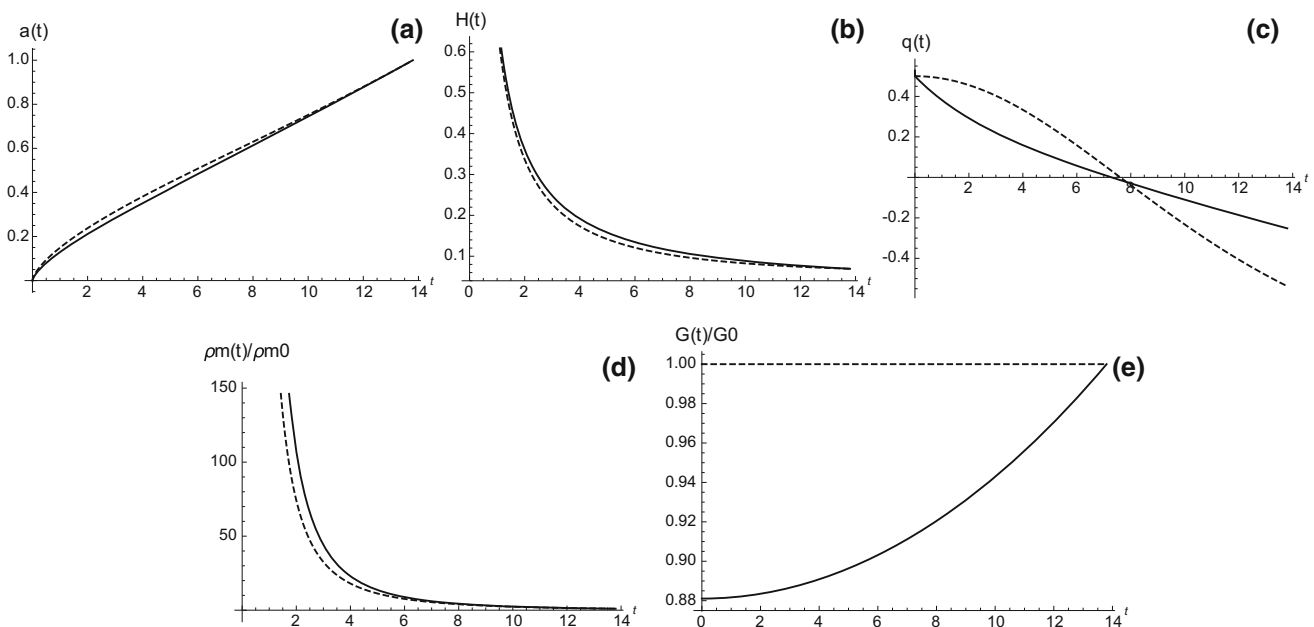 a(t) (a)
1.0
0.8
0.6
0.4
0.2
2 4 6 8 10 12 14 t
H(t) (b)
0.6
0.5
0.4
0.3
0.2
0.1
0 2 4 6 8 10 12 14 t
q(t) (c)
0.4
0.2
2 4 6 8 10 12 14 t
-0.2
-0.4
ρm(t)/ρm0 (d)
150
100
50
2 4 6 8 10 12 14 t
G(t)/G0 (e)
1.00
0.98
0.96
0.94
0.92
0.90
0.88
0 2 4 6 8 10 12 14 t